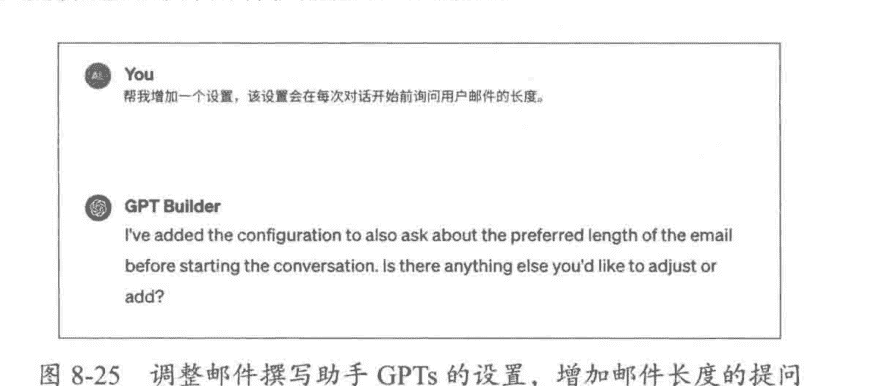 You
帮我增加一个设置，该设置会在每次对话开始前询问用户邮件的长度。
GPT Builder
I've added the configuration to also ask about the preferred length of the email
before starting the conversation. Is there anything else you'd like to adjust or
add?
图 8-25 调整邮件撰写助手 GPTs 的设置，增加邮件长度的提问